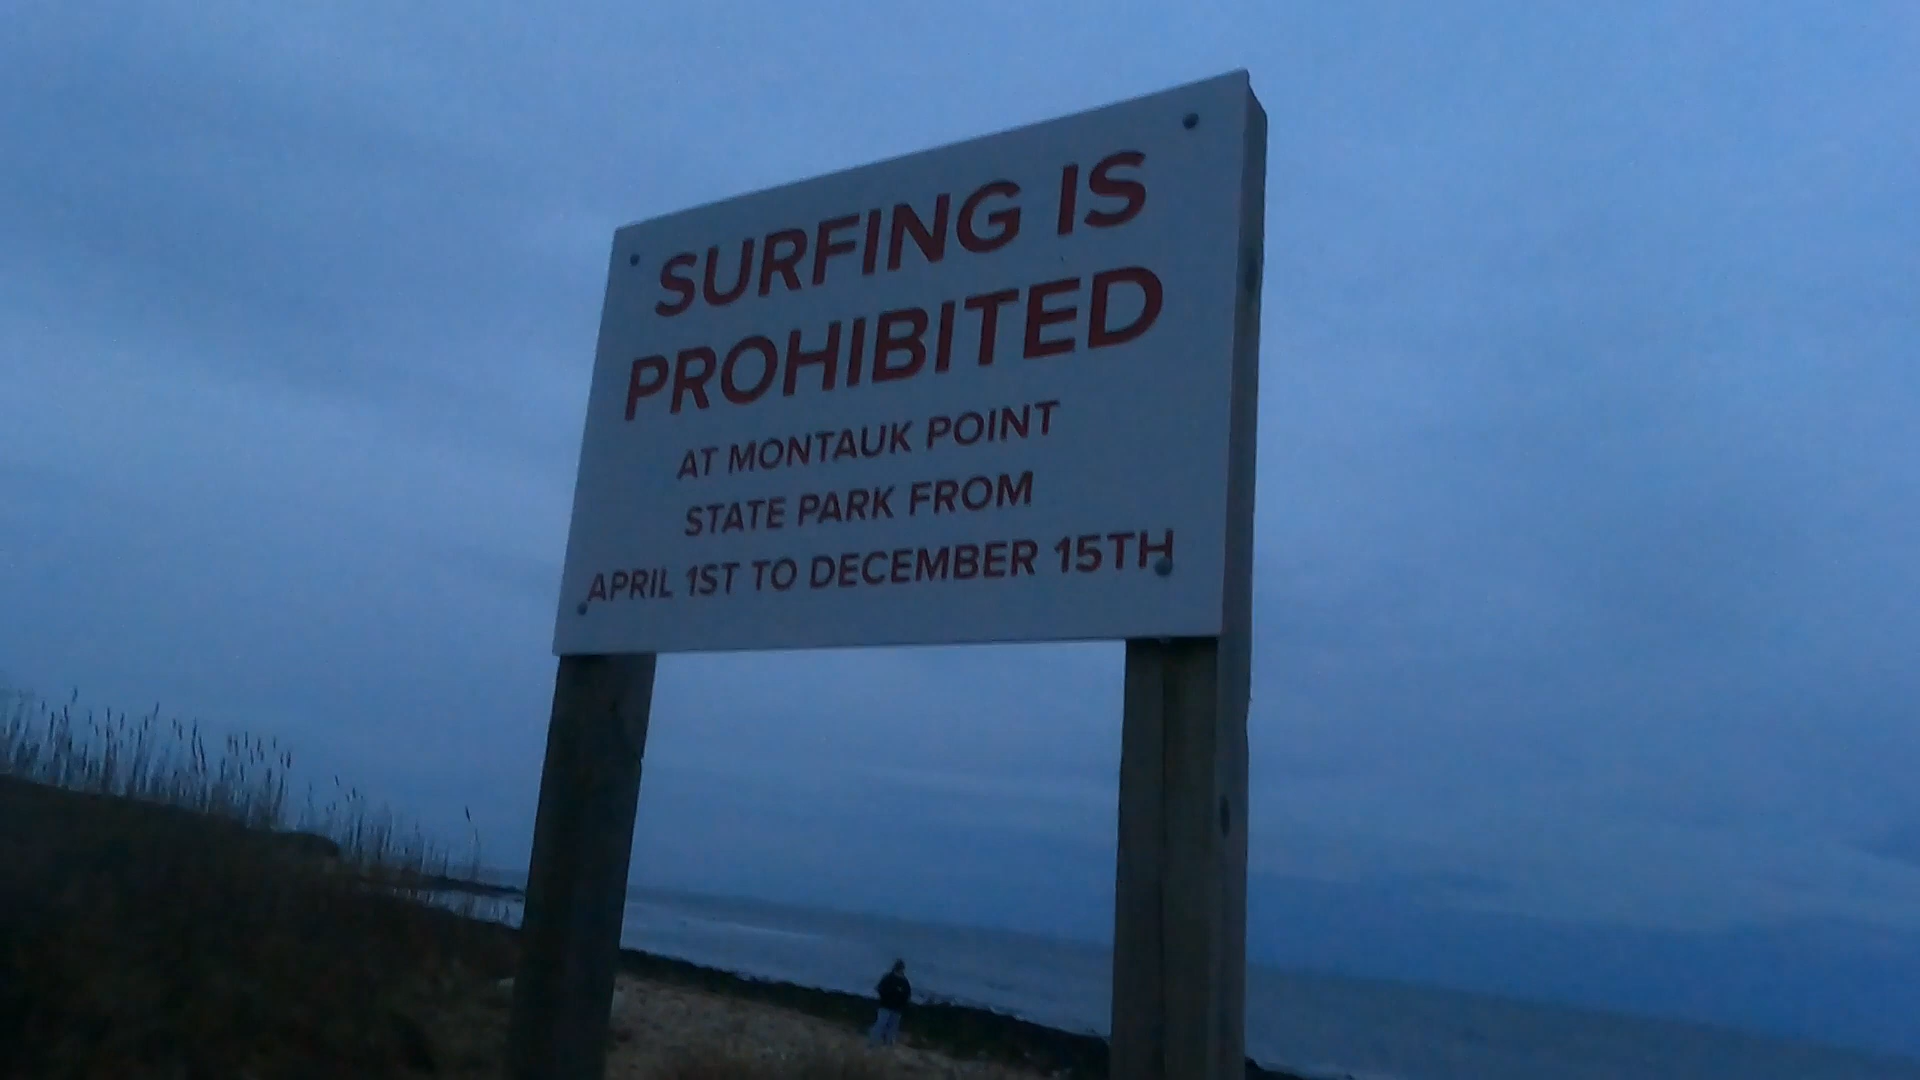 SURFING IS
PROHIBITED
AT MONTAUK POINT
STATE PARK FROM
APRIL 1ST TO DECEMBER 15TH